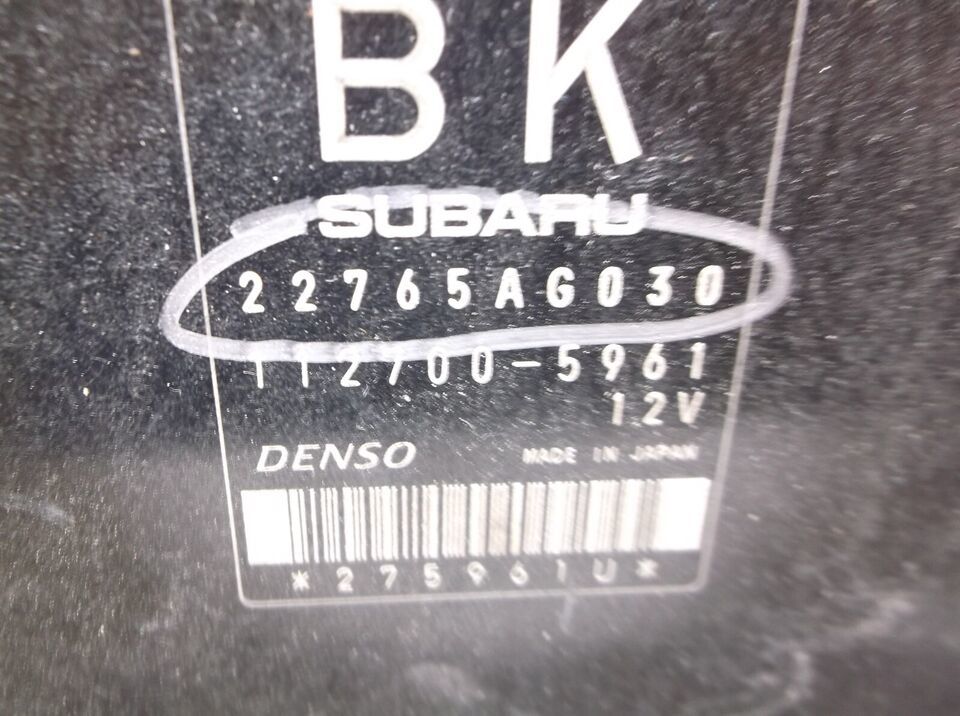 BK
SUBARU
22765AG030
112700-5961
12V
DENSO MADE IN JAPAN
*275961U*